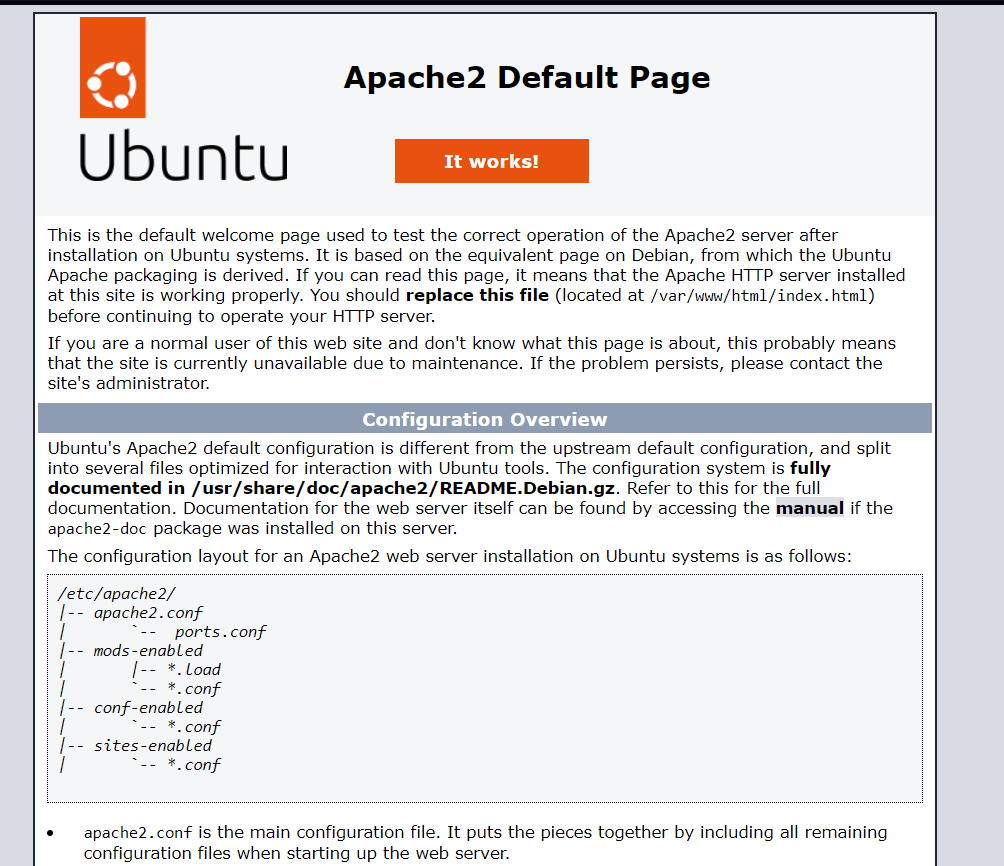 Apache2 Default Page
Ubuntu
It works!
This is the default welcome page used to test the correct operation of the Apache2 server after
installation on Ubuntu systems. It is based on the equivalent page on Debian, from which the Ubuntu
Apache packaging is derived. If you can read this page, it means that the Apache HTTP server installed
at this site is working properly. You should replace this file (located at /var/www/html/index.html)
before continuing to operate your HTTP server.
If you are a normal user of this web site and don't know what this page is about, this probably means
that the site is currently unavailable due to maintenance. If the problem persists, please contact the
site's administrator.
Configuration Overview
Ubuntu's Apache2 default configuration is different from the upstream default configuration, and split
into several files optimized for interaction with Ubuntu tools. The configuration system is fully
documented in /usr/share/doc/apache2/README.Debian.gz. Refer to this for the full
documentation. Documentation for the web server itself can be found by accessing the manual if the
apache2-doc package was installed on this server.
The configuration layout for an Apache2 web server installation on Ubuntu systems is as follows:
/etc/apache2/
|-- apache2.conf
|       `--  ports.conf
|-- mods-enabled
|       |-- *.load
|       `-- *.conf
|-- conf-enabled
|       `-- *.conf
|-- sites-enabled
|       `-- *.conf
• apache2.conf is the main configuration file. It puts the pieces together by including all remaining
configuration files when starting up the web server.